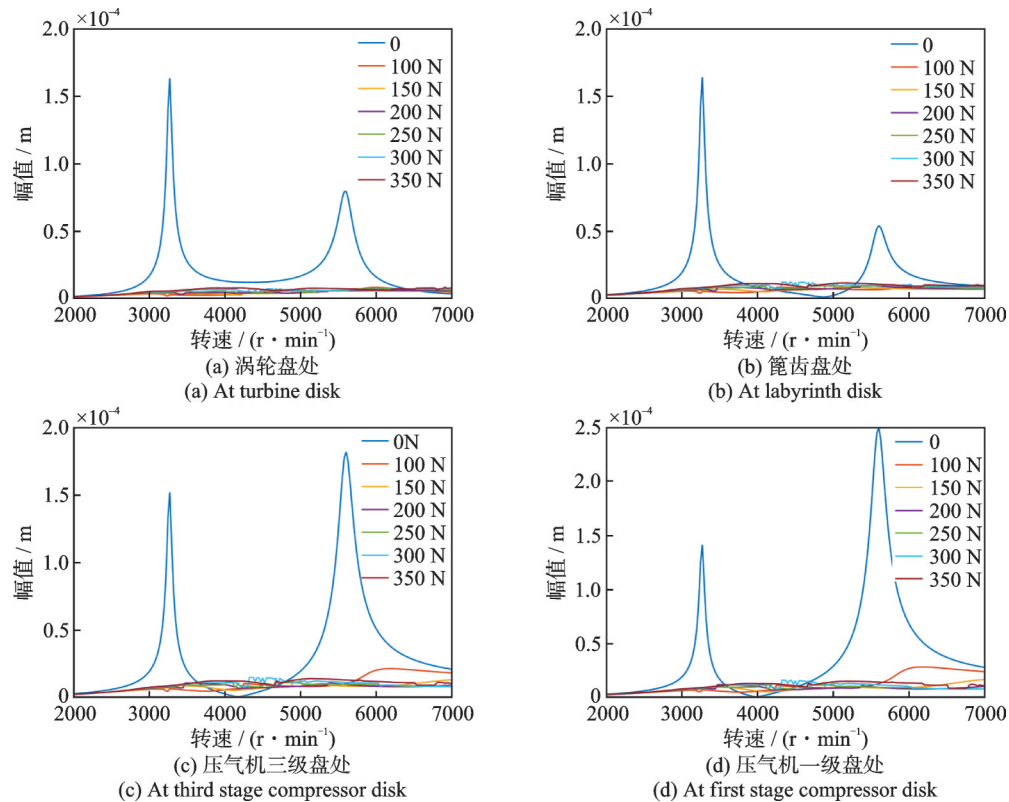 ×10⁻⁴
2.0
1.5
1.0
0.5
0
幅值 / m
0
100 N
150 N
200 N
250 N
300 N
350 N
2000 3000 4000 5000 6000 7000
转速 / (r · min⁻¹)
(a) 涡轮盘处
(a) At turbine disk
×10⁻⁴
2.0
1.5
1.0
0.5
0
幅值 / m
0
100 N
150 N
200 N
250 N
300 N
350 N
2000 3000 4000 5000 6000 7000
转速 / (r · min⁻¹)
(b) 篦齿盘处
(b) At labyrinth disk
×10⁻⁴
2.0
1.5
1.0
0.5
0
幅值 / m
0N
100 N
150 N
200 N
250 N
300 N
350 N
2000 3000 4000 5000 6000 7000
转速 / (r · min⁻¹)
(c) 压气机三级盘处
(c) At third stage compressor disk
×10⁻⁴
2.5
2.0
1.5
1.0
0.5
0
幅值 / m
0
100 N
150 N
200 N
250 N
300 N
350 N
2000 3000 4000 5000 6000 7000
转速 / (r · min⁻¹)
(d) 压气机一级盘处
(d) At first stage compressor disk